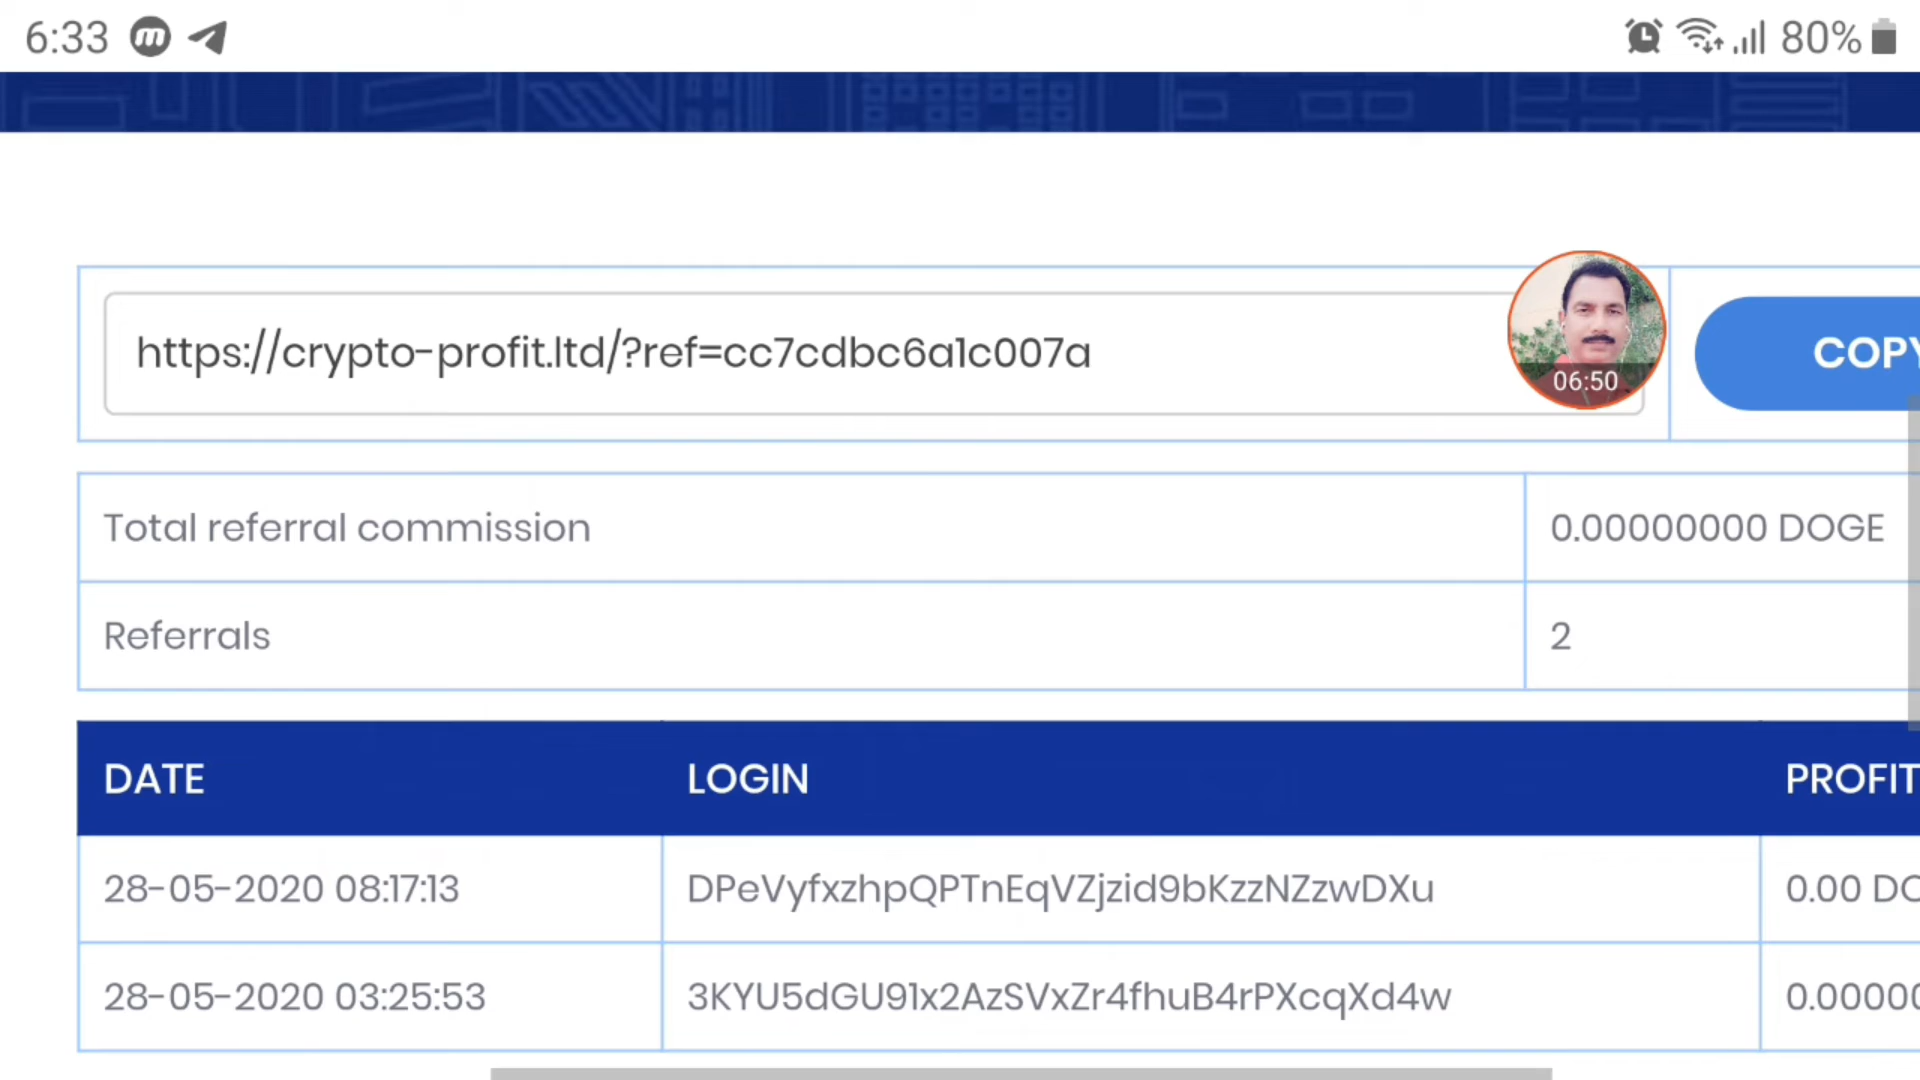 6:33 m 80%
https://crypto-profit.ltd/?ref=cc7cdbc6a1c007a
06:50
COPY
Total referral commission 0.00000000 DOGE
Referrals 2
DATE LOGIN PROFIT
28-05-2020 08:17:13 DPeVyfxzhpQPTnEqVZjzid9bKzzNZzwDXu 0.00 DO
28-05-2020 03:25:53 3KYU5dGU91x2AzSVxZr4fhuB4rPXcqXd4w 0.0000